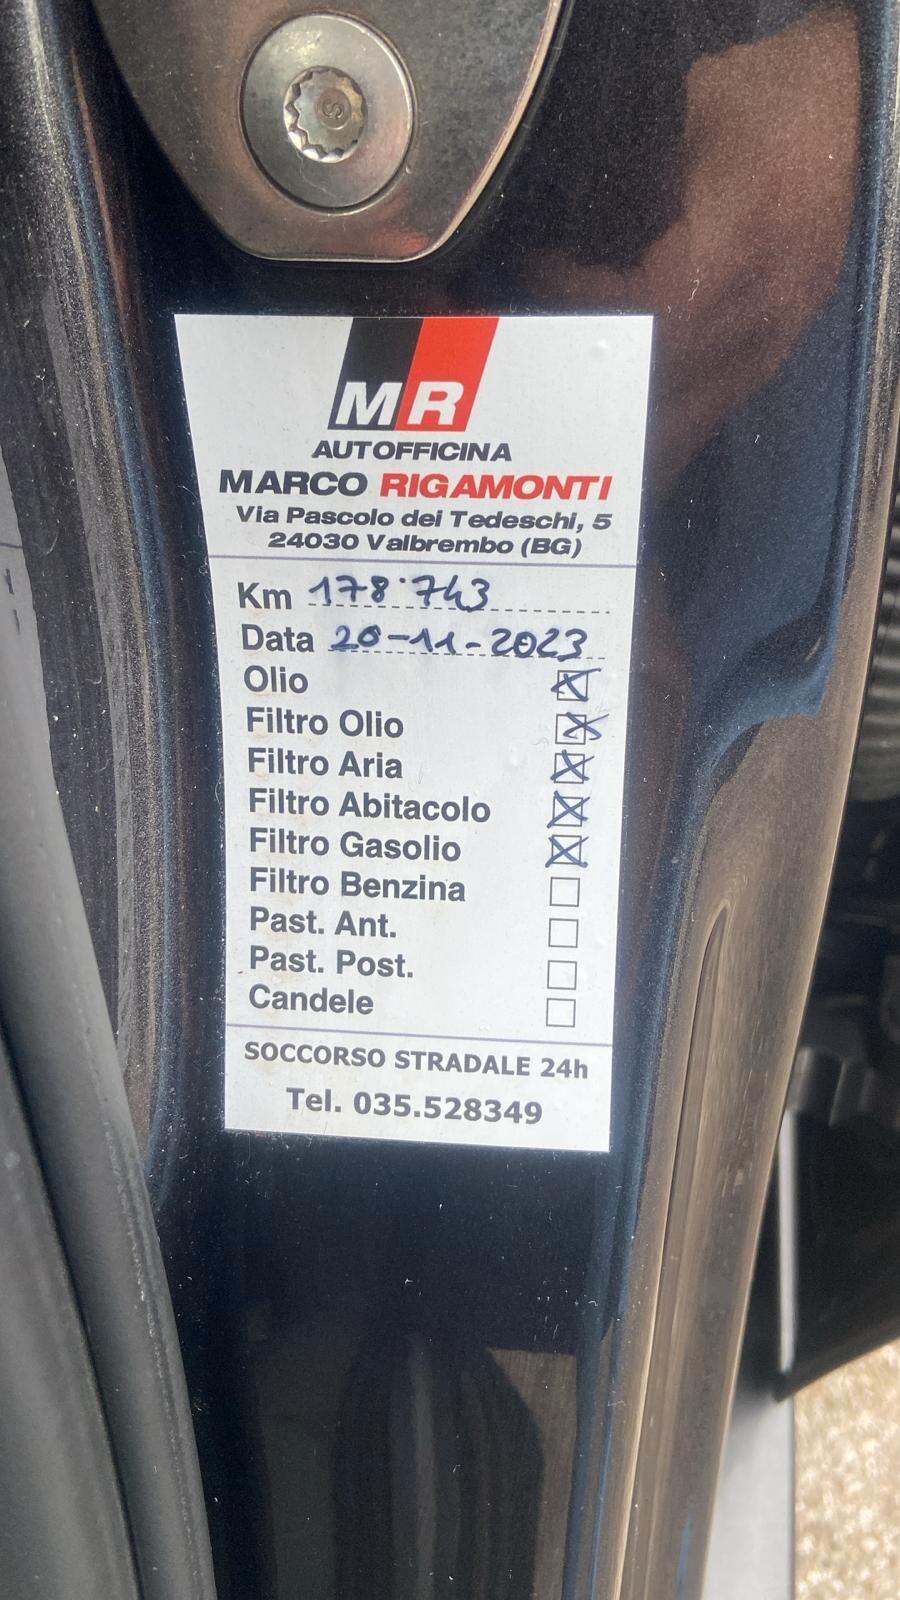 MR
AUTOFFICINA
MARCO RIGAMONTI
Via Pascolo dei Tedeschi, 5
24030 Valbrembo (BG)
Km 178.743
Data 20-11-2023
Olio ☒
Filtro Olio ☒
Filtro Aria ☒
Filtro Abitacolo ☒
Filtro Gasolio ☒
Filtro Benzina ☐
Past. Ant. ☐
Past. Post. ☐
Candele ☐
SOCCORSO STRADALE 24h
Tel. 035.528349